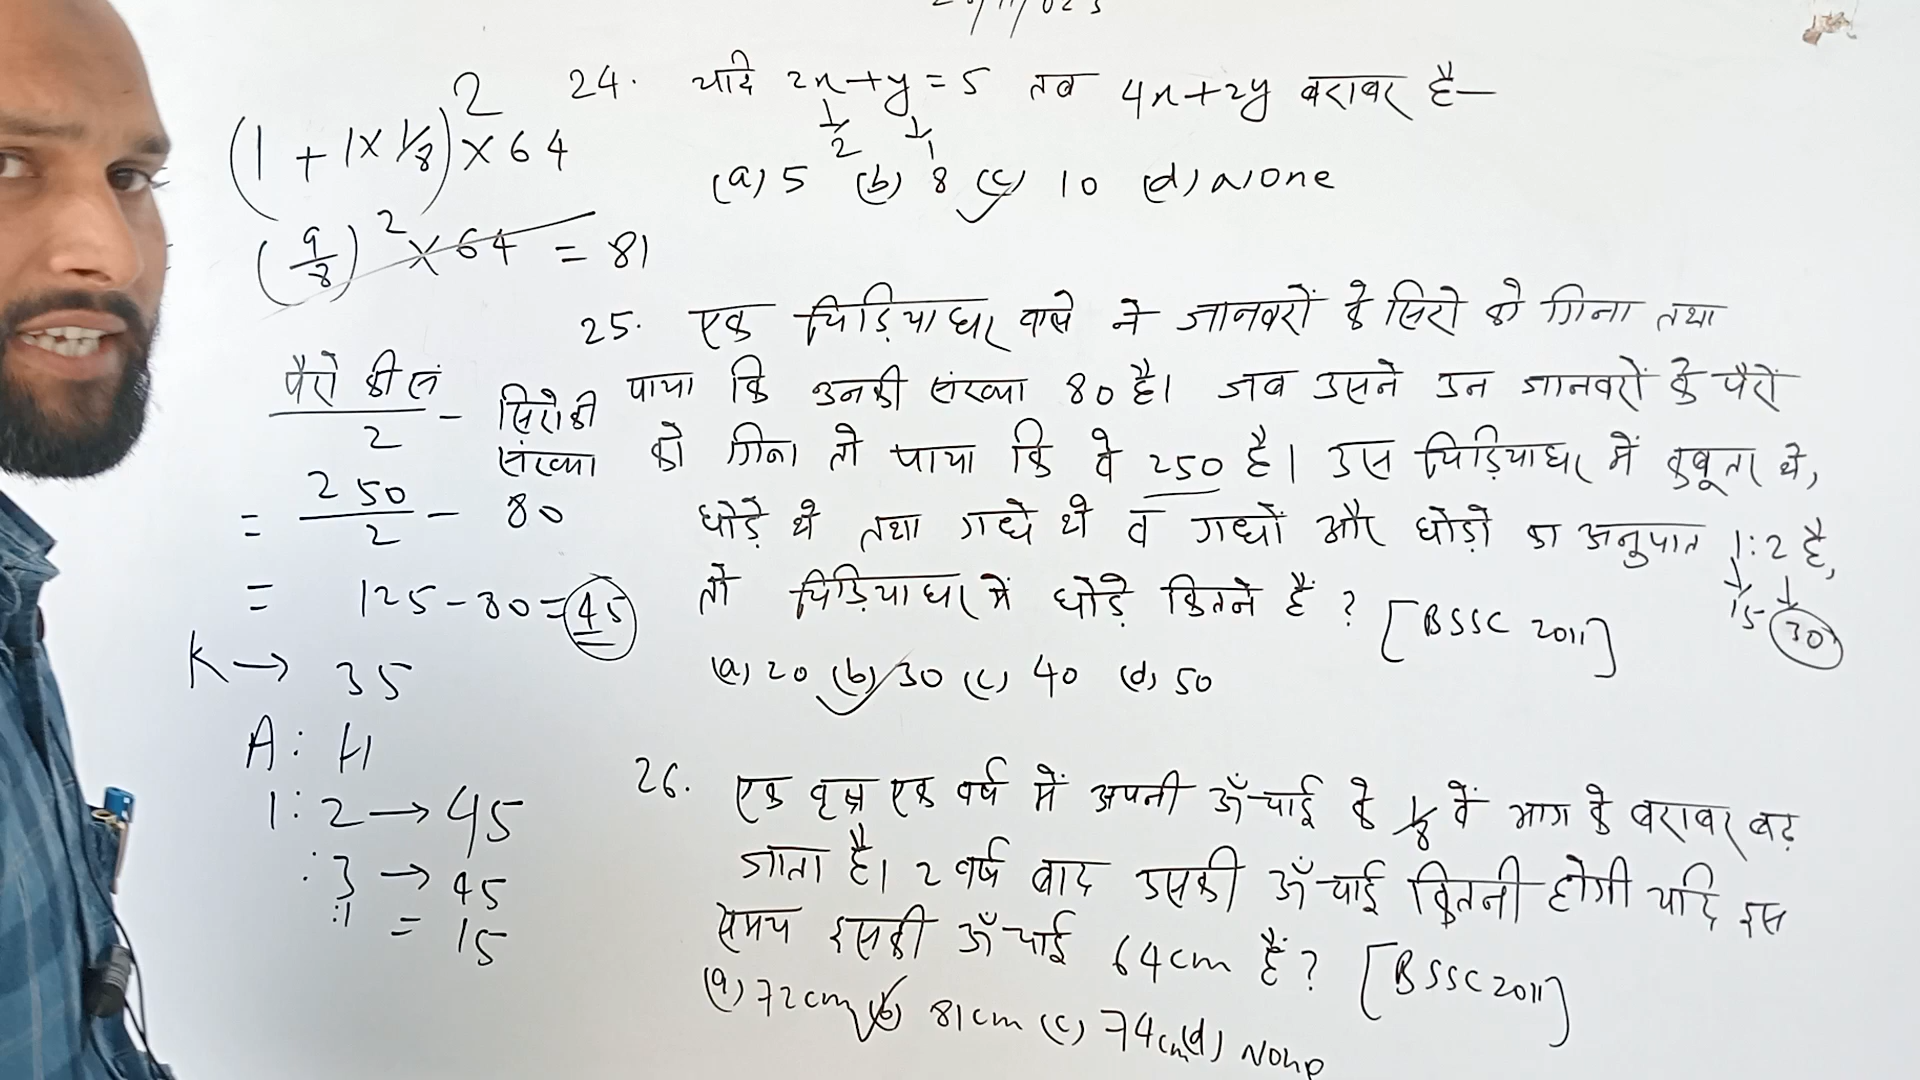 24. यदि 2x+y=5 तब 4x+2y बराबर है—
1/2 1/1
(a) 5 (b) 8 (c) 10 (d) None
(1 + 1×1/8)² × 64
(9/8)² × 64 = 81
25. एक चिड़ियाघर वाले ने जानवरों के सिरो को गिना तथा
पाया कि उनकी संख्या 80 है। जब उसने उन जानवरों के पैरों
को गिना तो पाया कि वे 250 है। उस चिड़ियाघर में कबूतर थे,
घोड़े थे तथा गधे थे व गधों और घोड़ो का अनुपात 1:2 है,
तो चिड़ियाघर में घोड़े कितने हैं ? [BSSC 2011]
15 30
(a) 20 (b) 30 (c) 40 (d) 50
पैरो की सं/2 - सिरो की संख्या
= 250/2 - 80
= 125-80=45
K → 35
A : H
1 : 2 → 45
: 3 → 45
:1 = 15
26. एक वृक्ष एक वर्ष में अपनी ऊँचाई के 1/8 वें भाग के बराबर बढ़
जाता है। 2 वर्ष बाद उसकी ऊँचाई कितनी होगी यदि इस
समय इसकी ऊँचाई 64cm हैं? [BSSC 2011]
(a) 72cm (b) 81cm (c) 74cm (d) None